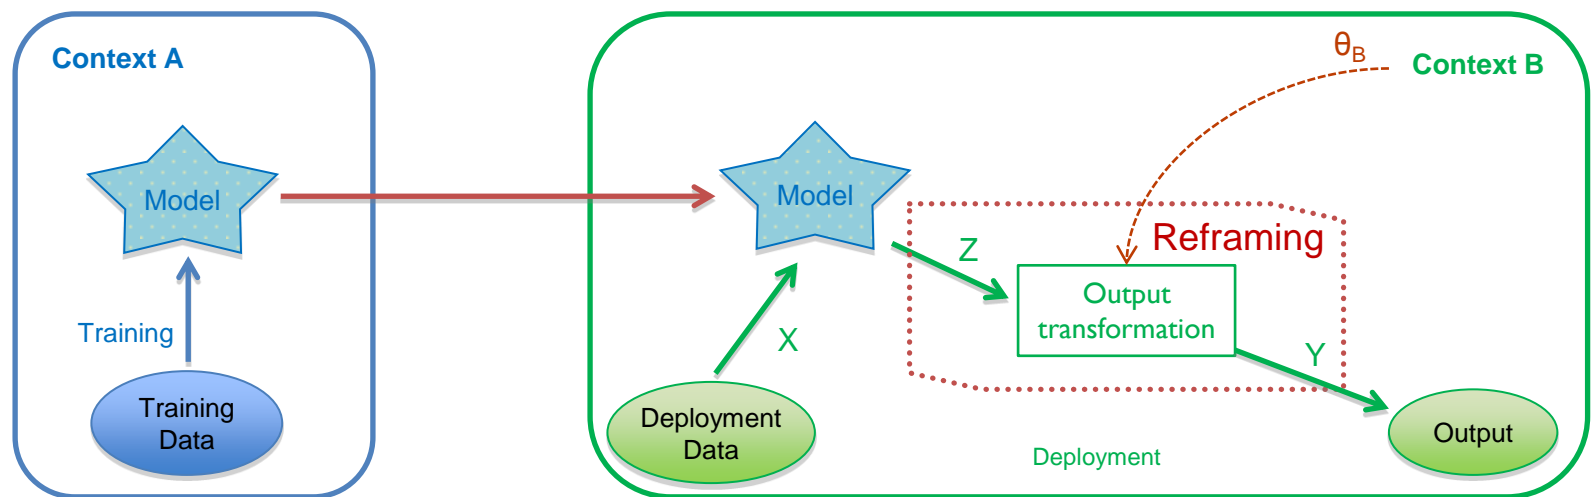 Context A
Model
Training
Training
Data
θB
Context B
Model
Reframing
Z
Output
transformation
X
Y
Deployment
Data
Output
Deployment